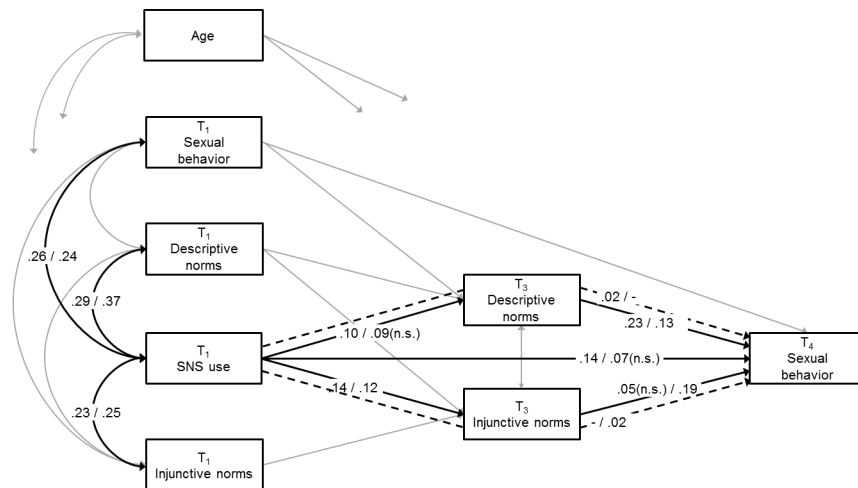 Age
T1
Sexual
behavior
T1
Descriptive
norms
.26 / .24
.29 / .37
T3
Descriptive
norms
.02 / -
.10 / .09(n.s.)
.23 / .13
T1
SNS use
.14 / .07(n.s.)
T4
Sexual
behavior
.14 / .12
.05(n.s.) / .19
T3
Injunctive norms
.23 / .25
- / .02
T1
Injunctive norms